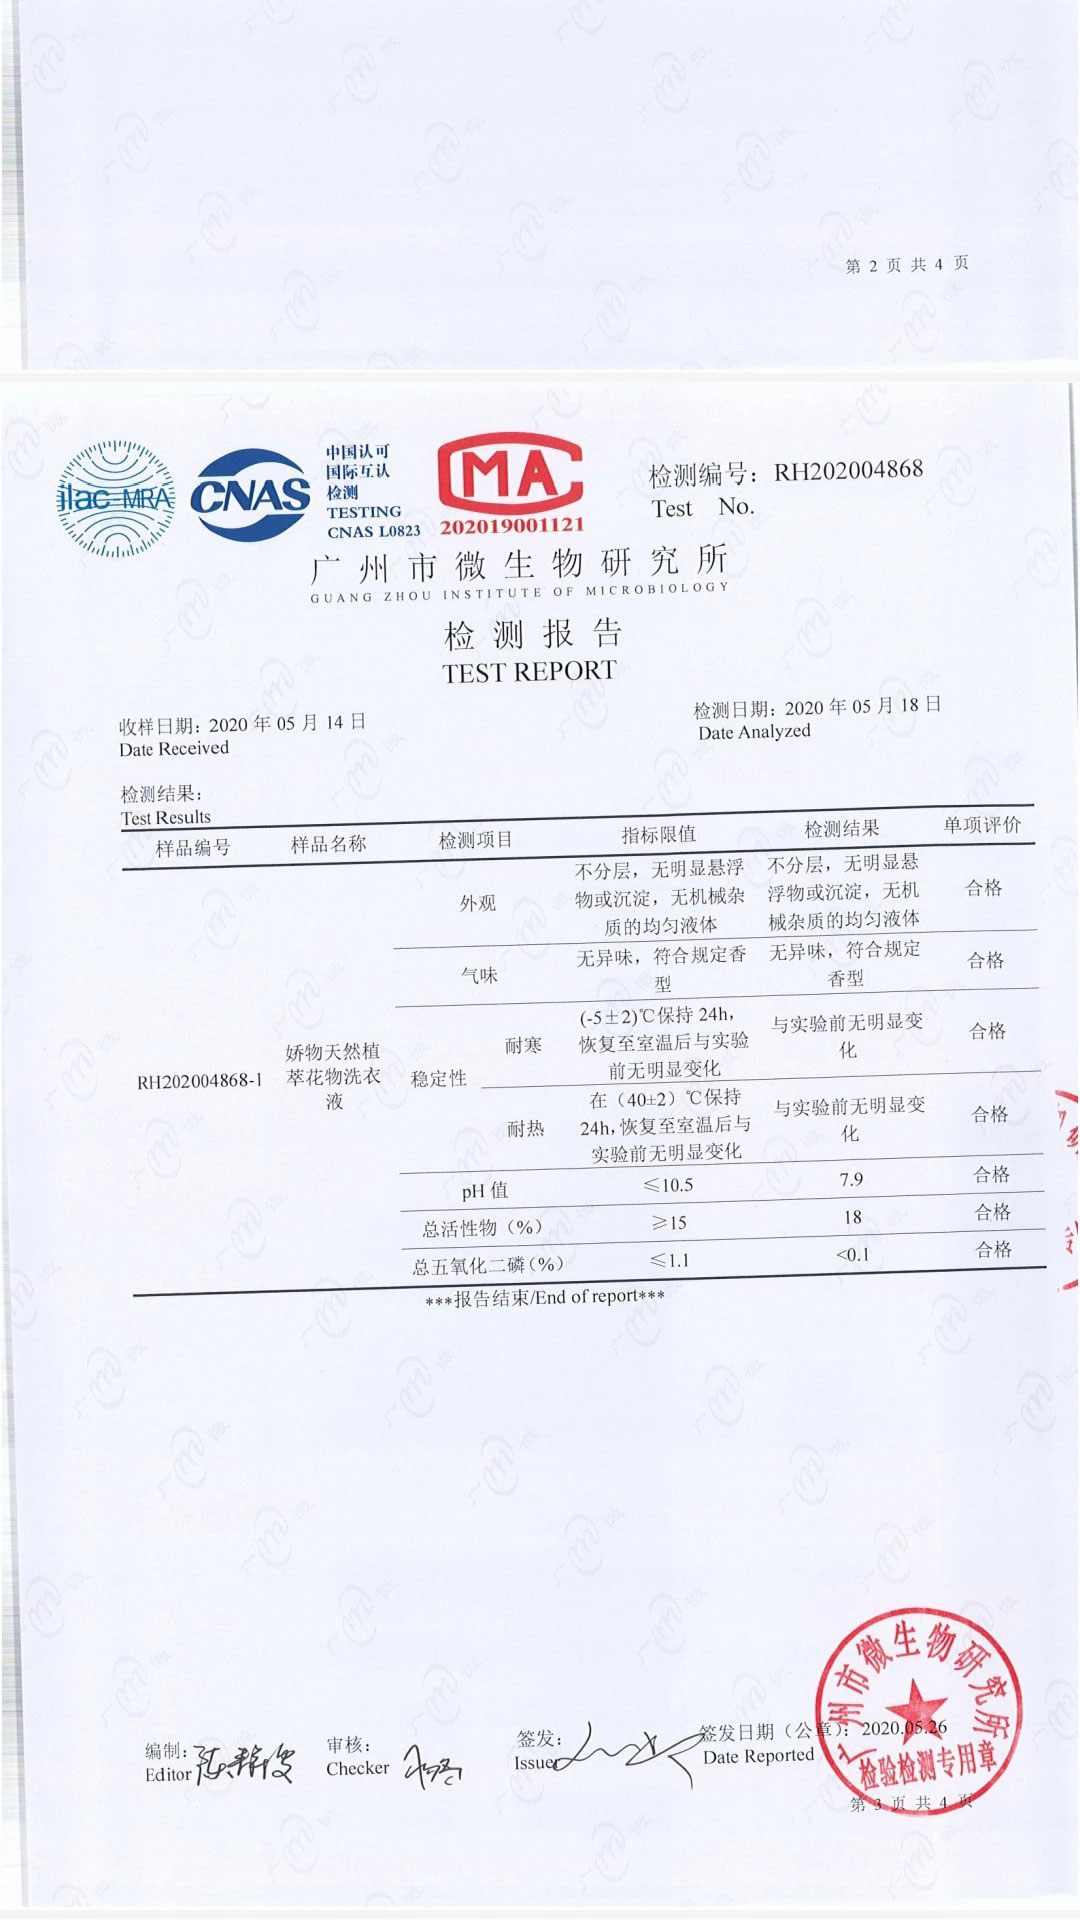 第 2 页 共 4 页
ilac-MRA
CNAS
中国认可
国际互认
检测
TESTING
CNAS L0823
MA
202019001121
检测编号：RH202004868
Test No.
广州市微生物研究所
GUANG ZHOU INSTITUTE OF MICROBIOLOGY
检测报告
TEST REPORT
收样日期：2020 年 05 月 14 日
Date Received
检测日期：2020 年 05 月 18 日
Date Analyzed
检测结果：
Test Results
样品编号 样品名称 检测项目 指标限值 检测结果 单项评价
RH202004868-1
娇物天然植
萃花物洗衣
液
外观
不分层，无明显悬浮
物或沉淀，无机械杂
质的均匀液体
不分层，无明显悬
浮物或沉淀，无机
械杂质的均匀液体
合格
气味
无异味，符合规定香
型
无异味，符合规定
香型
合格
稳定性
耐寒
(-5±2)℃保持 24h，
恢复至室温后与实验
前无明显变化
与实验前无明显变
化
合格
耐热
在（40±2）℃保持
24h，恢复至室温后与
实验前无明显变化
与实验前无明显变
化
合格
pH 值 ≤10.5 7.9 合格
总活性物（%） ≥15 18 合格
总五氧化二磷（%） ≤1.1 <0.1 合格
***报告结束/End of report***
编制：
Editor
审核：
Checker
签发：
Issuer
签发日期（公章）：2020.05.26
Date Reported
广州市微生物研究所
检验检测专用章
第 3 页 共 4 页